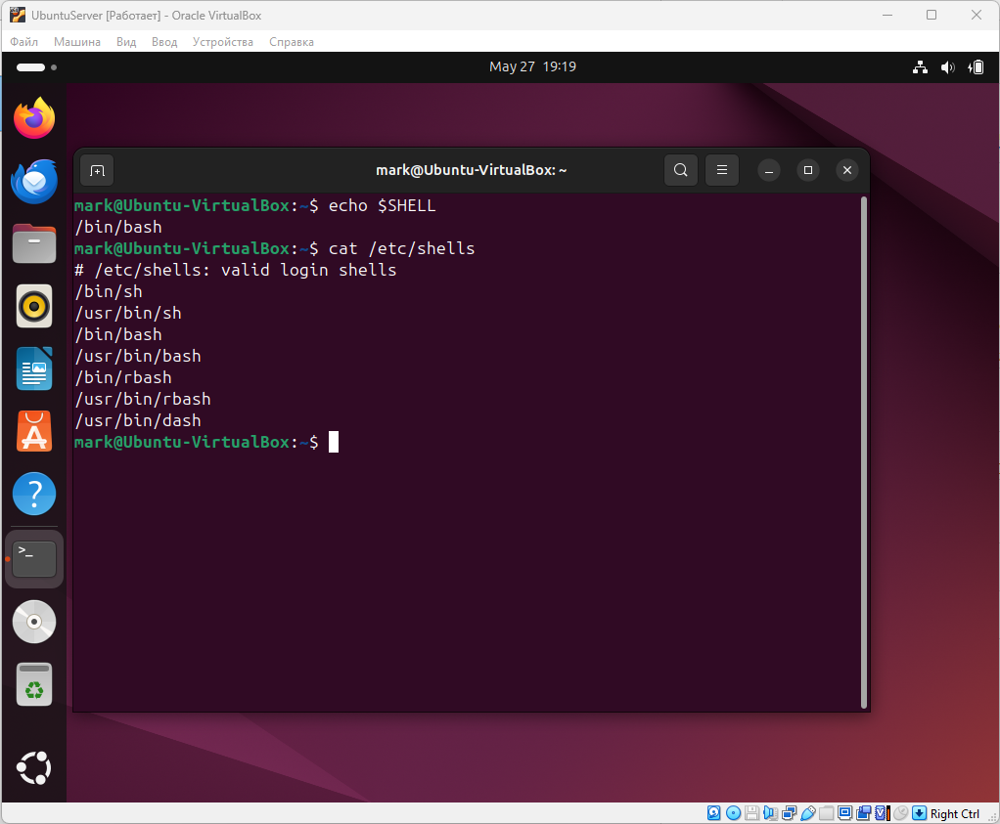 UbuntuServer [Работает] - Oracle VirtualBox
Файл Машина Вид Ввод Устройства Справка
May 27 19:19
mark@Ubuntu-VirtualBox: ~
mark@Ubuntu-VirtualBox:~$ echo $SHELL
/bin/bash
mark@Ubuntu-VirtualBox:~$ cat /etc/shells
# /etc/shells: valid login shells
/bin/sh
/usr/bin/sh
/bin/bash
/usr/bin/bash
/bin/rbash
/usr/bin/rbash
/usr/bin/dash
mark@Ubuntu-VirtualBox:~$
Right Ctrl